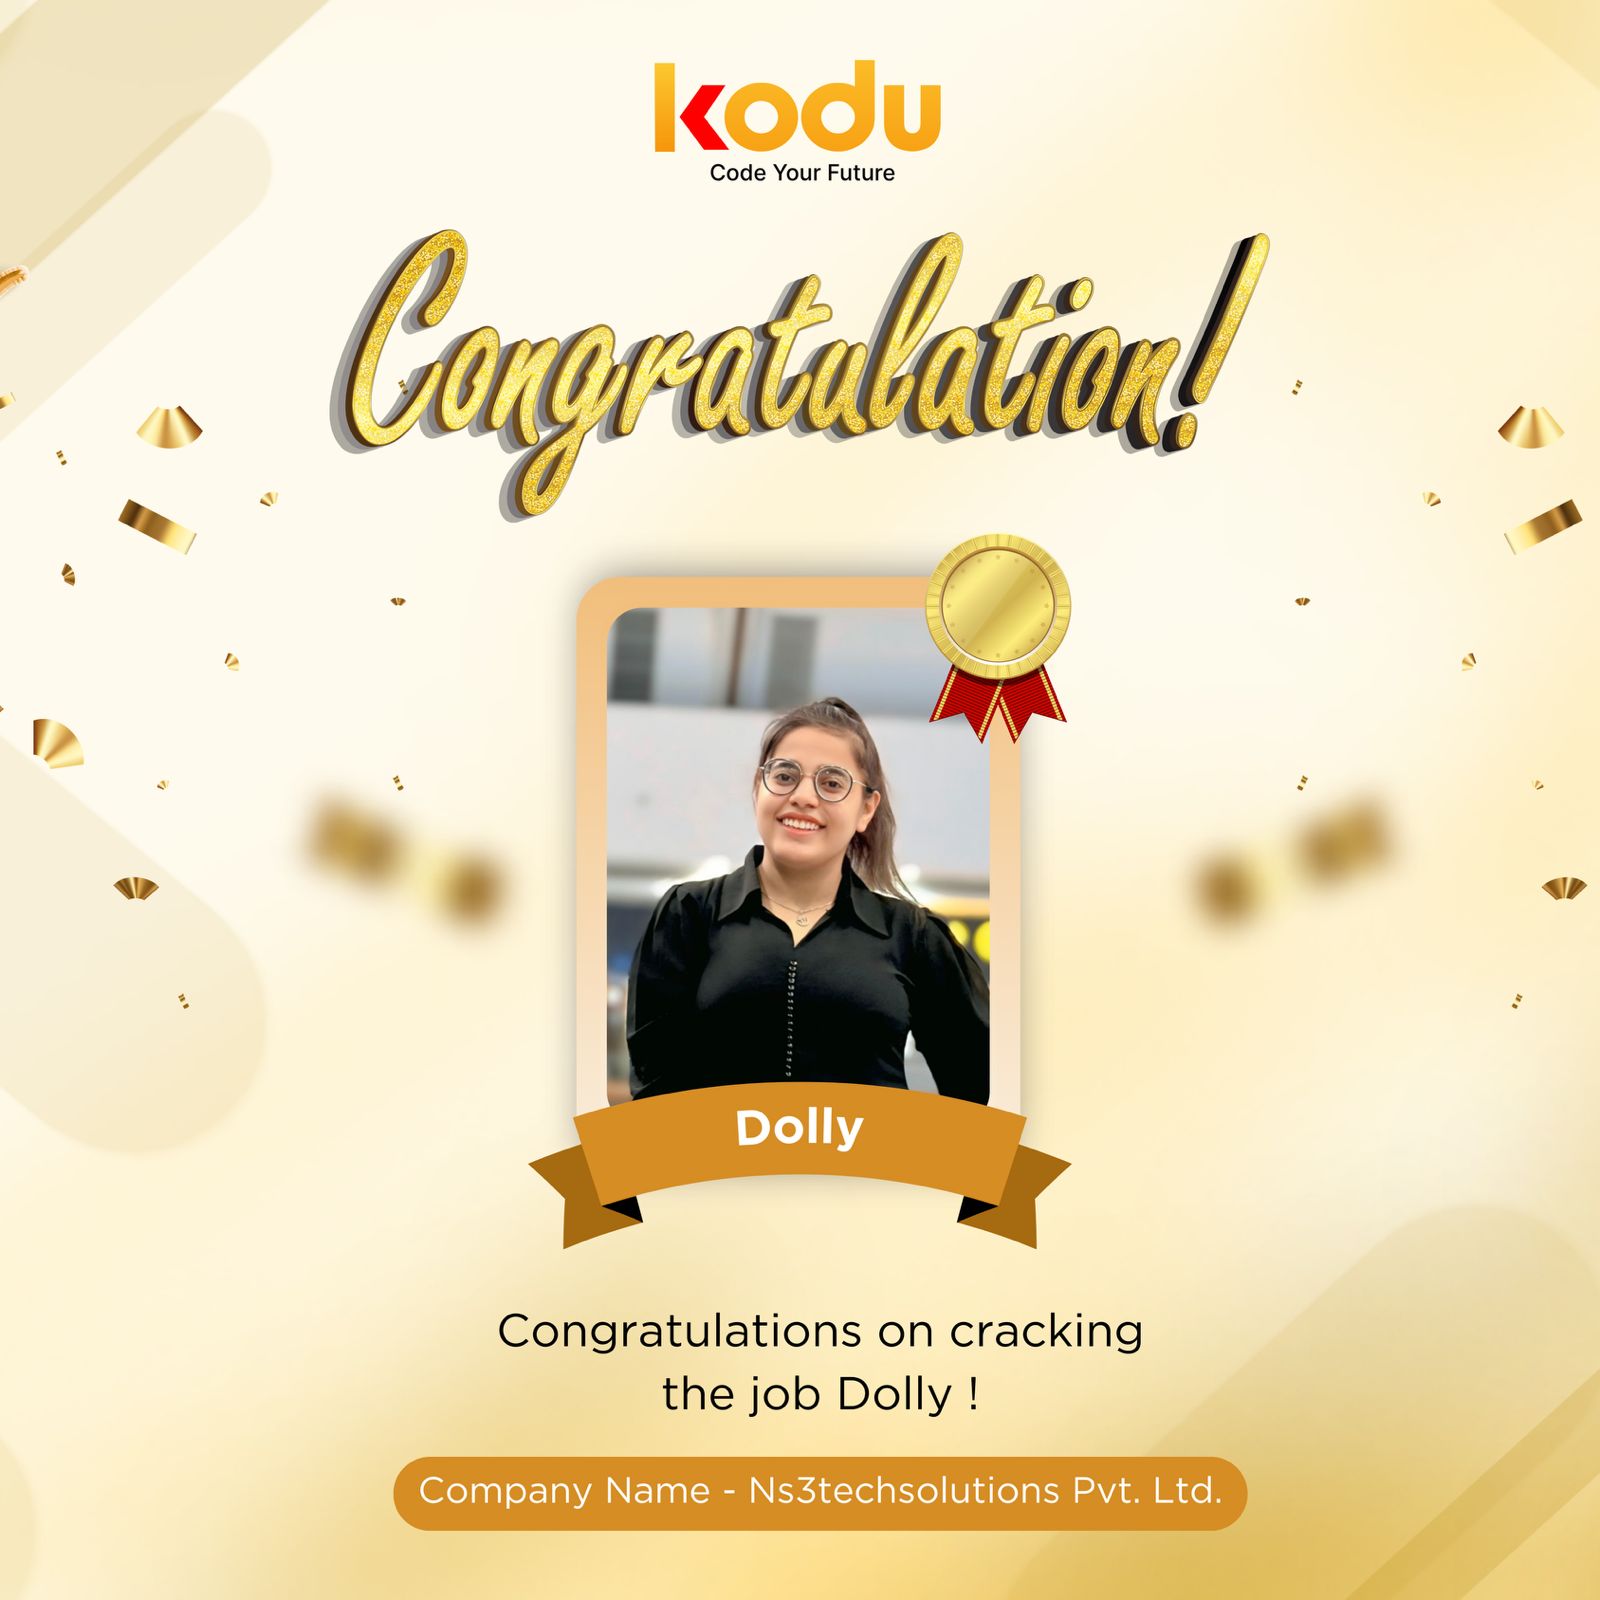 kodu
Code Your Future
Congratulation!
Dolly
Congratulations on cracking
the job Dolly !
Company Name - Ns3techsolutions Pvt. Ltd.